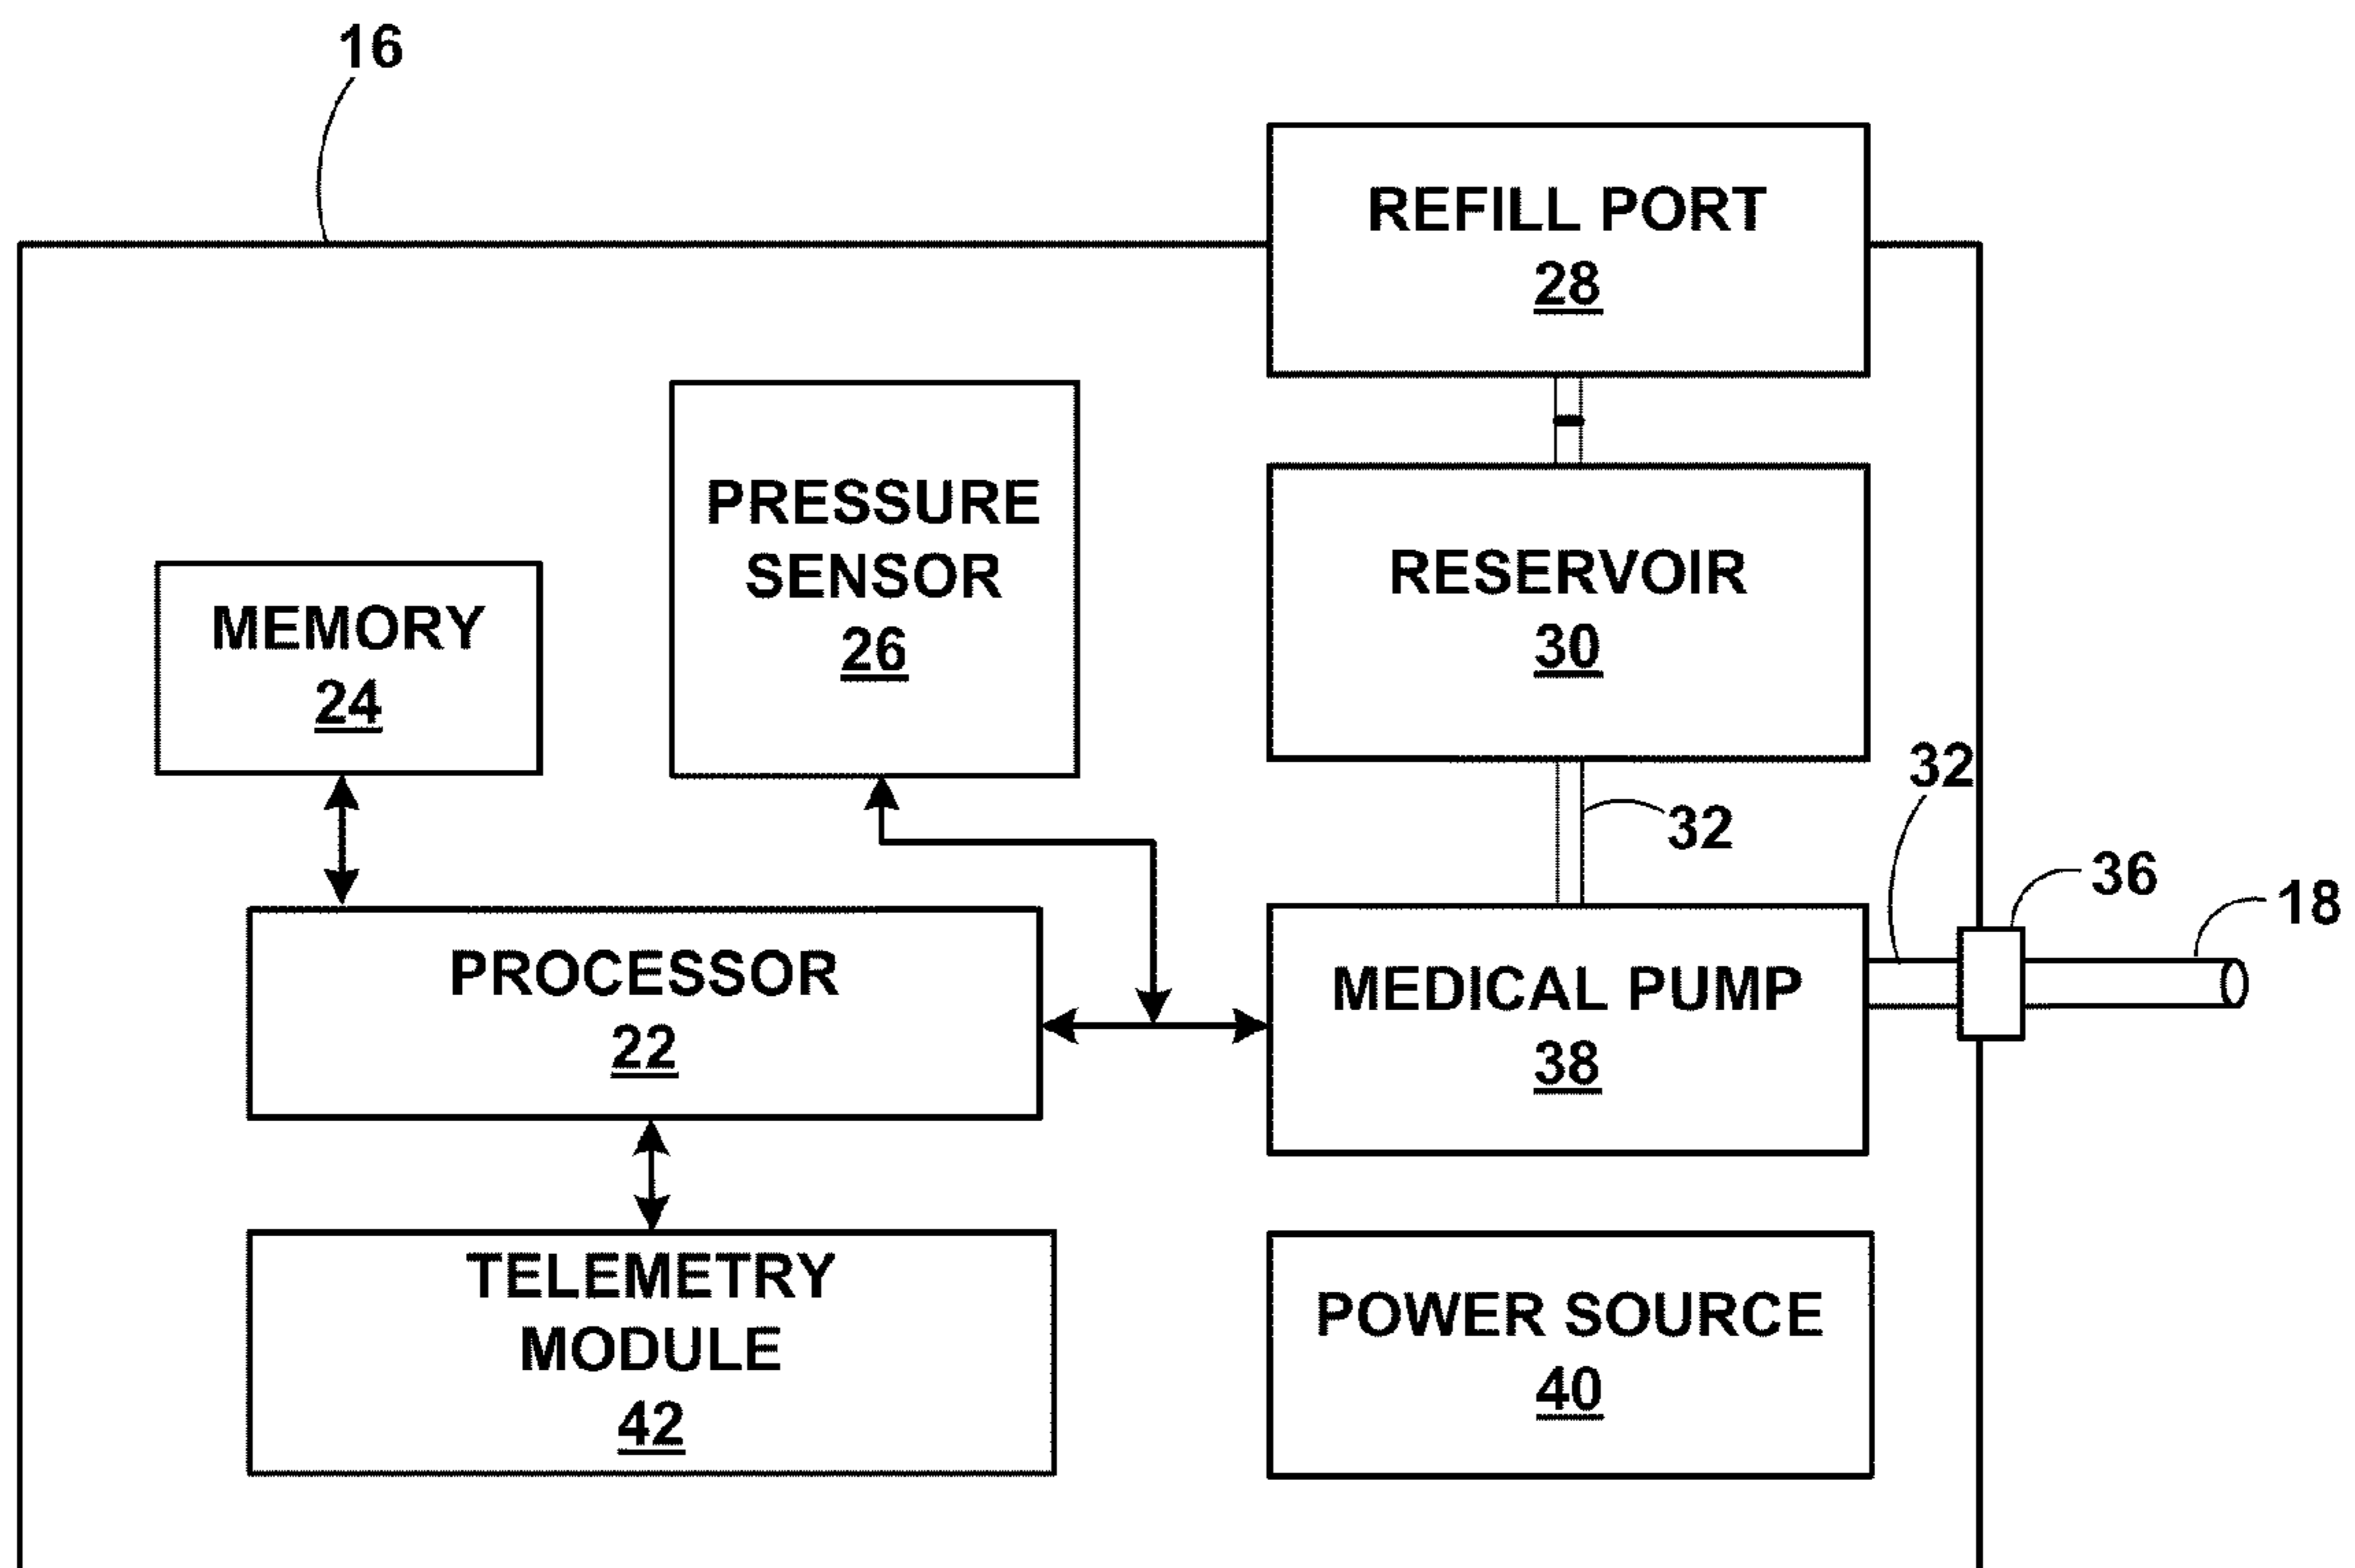 16
REFILL PORT
28
PRESSURE
SENSOR
26
RESERVOIR
30
MEMORY
24
32
32
36
18
PROCESSOR
22
MEDICAL PUMP
38
TELEMETRY
MODULE
42
POWER SOURCE
40